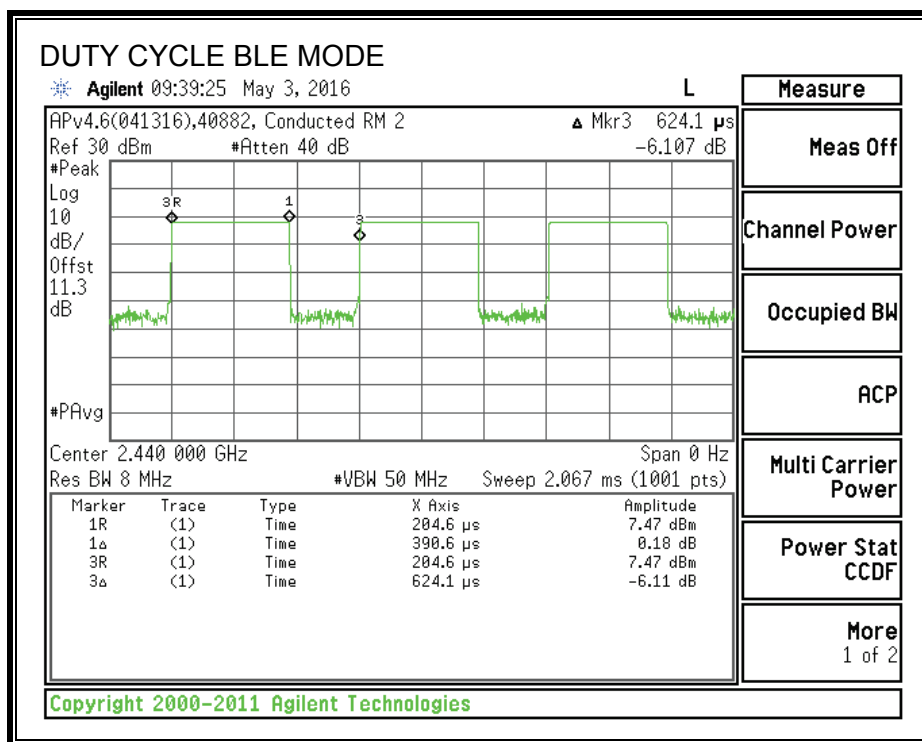 DUTY CYCLE BLE MODE
Agilent 09:39:25 May 3, 2016 L
APv4.6(041316),40882, Conducted RM 2 Δ Mkr3 624.1 µs
Ref 30 dBm #Atten 40 dB -6.107 dB
#Peak
Log
10
dB/
Offst
11.3
dB
3R 1
3
#PAvg
Center 2.440 000 GHz Span 0 Hz
Res BW 8 MHz #VBW 50 MHz Sweep 2.067 ms (1001 pts)
Marker Trace Type X Axis Amplitude
1R (1) Time 204.6 µs 7.47 dBm
1Δ (1) Time 390.6 µs 0.18 dB
3R (1) Time 204.6 µs 7.47 dBm
3Δ (1) Time 624.1 µs -6.11 dB
Measure
Meas Off
Channel Power
Occupied BW
ACP
Multi Carrier
Power
Power Stat
CCDF
More
1 of 2
Copyright 2000-2011 Agilent Technologies